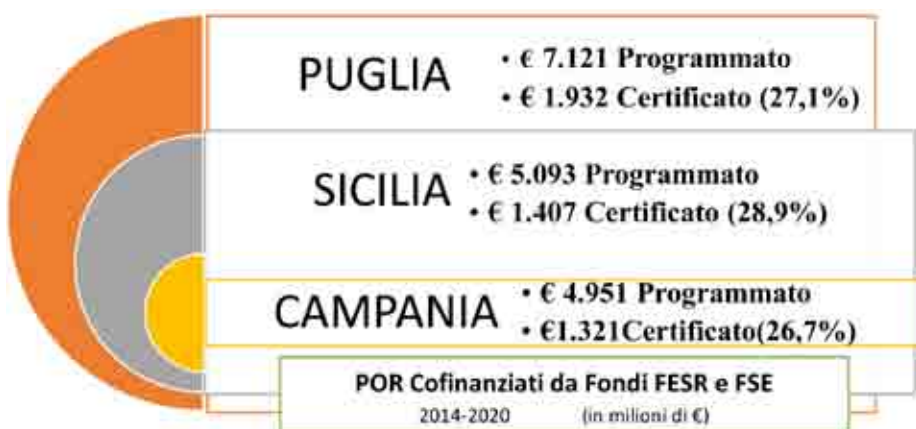 PUGLIA
• € 7.121 Programmato
• € 1.932 Certificato (27,1%)
SICILIA
• € 5.093 Programmato
• € 1.407 Certificato (28,9%)
CAMPANIA
• € 4.951 Programmato
• €1.321Certificato(26,7%)
POR Cofinanziati da Fondi FESR e FSE
2014-2020 (in milioni di €)